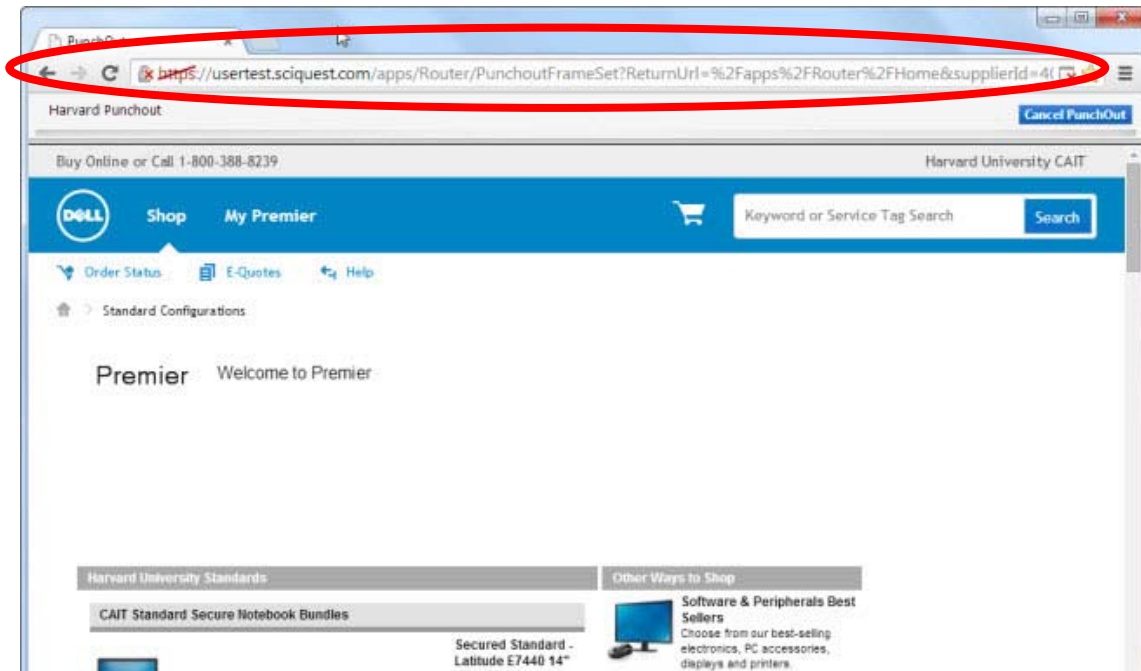 PunchOut
https://usertest.sciquest.com/apps/Router/PunchoutFrameSet?ReturnUrl=%2Fapps%2FRouter%2FHome&supplierId=4(
Harvard Punchout
Cancel PunchOut
Buy Online or Call 1-800-388-8239
Harvard University CAIT
DELL
Shop
My Premier
Keyword or Service Tag Search
Search
Order Status
E-Quotes
Help
> Standard Configurations
Premier
Welcome to Premier
Harvard University Standards
CAIT Standard Secure Notebook Bundles
Secured Standard -
Latitude E7440 14"
Other Ways to Shop
Software & Peripherals Best
Sellers
Choose from our best-selling
electronics, PC accessories,
displays and printers.